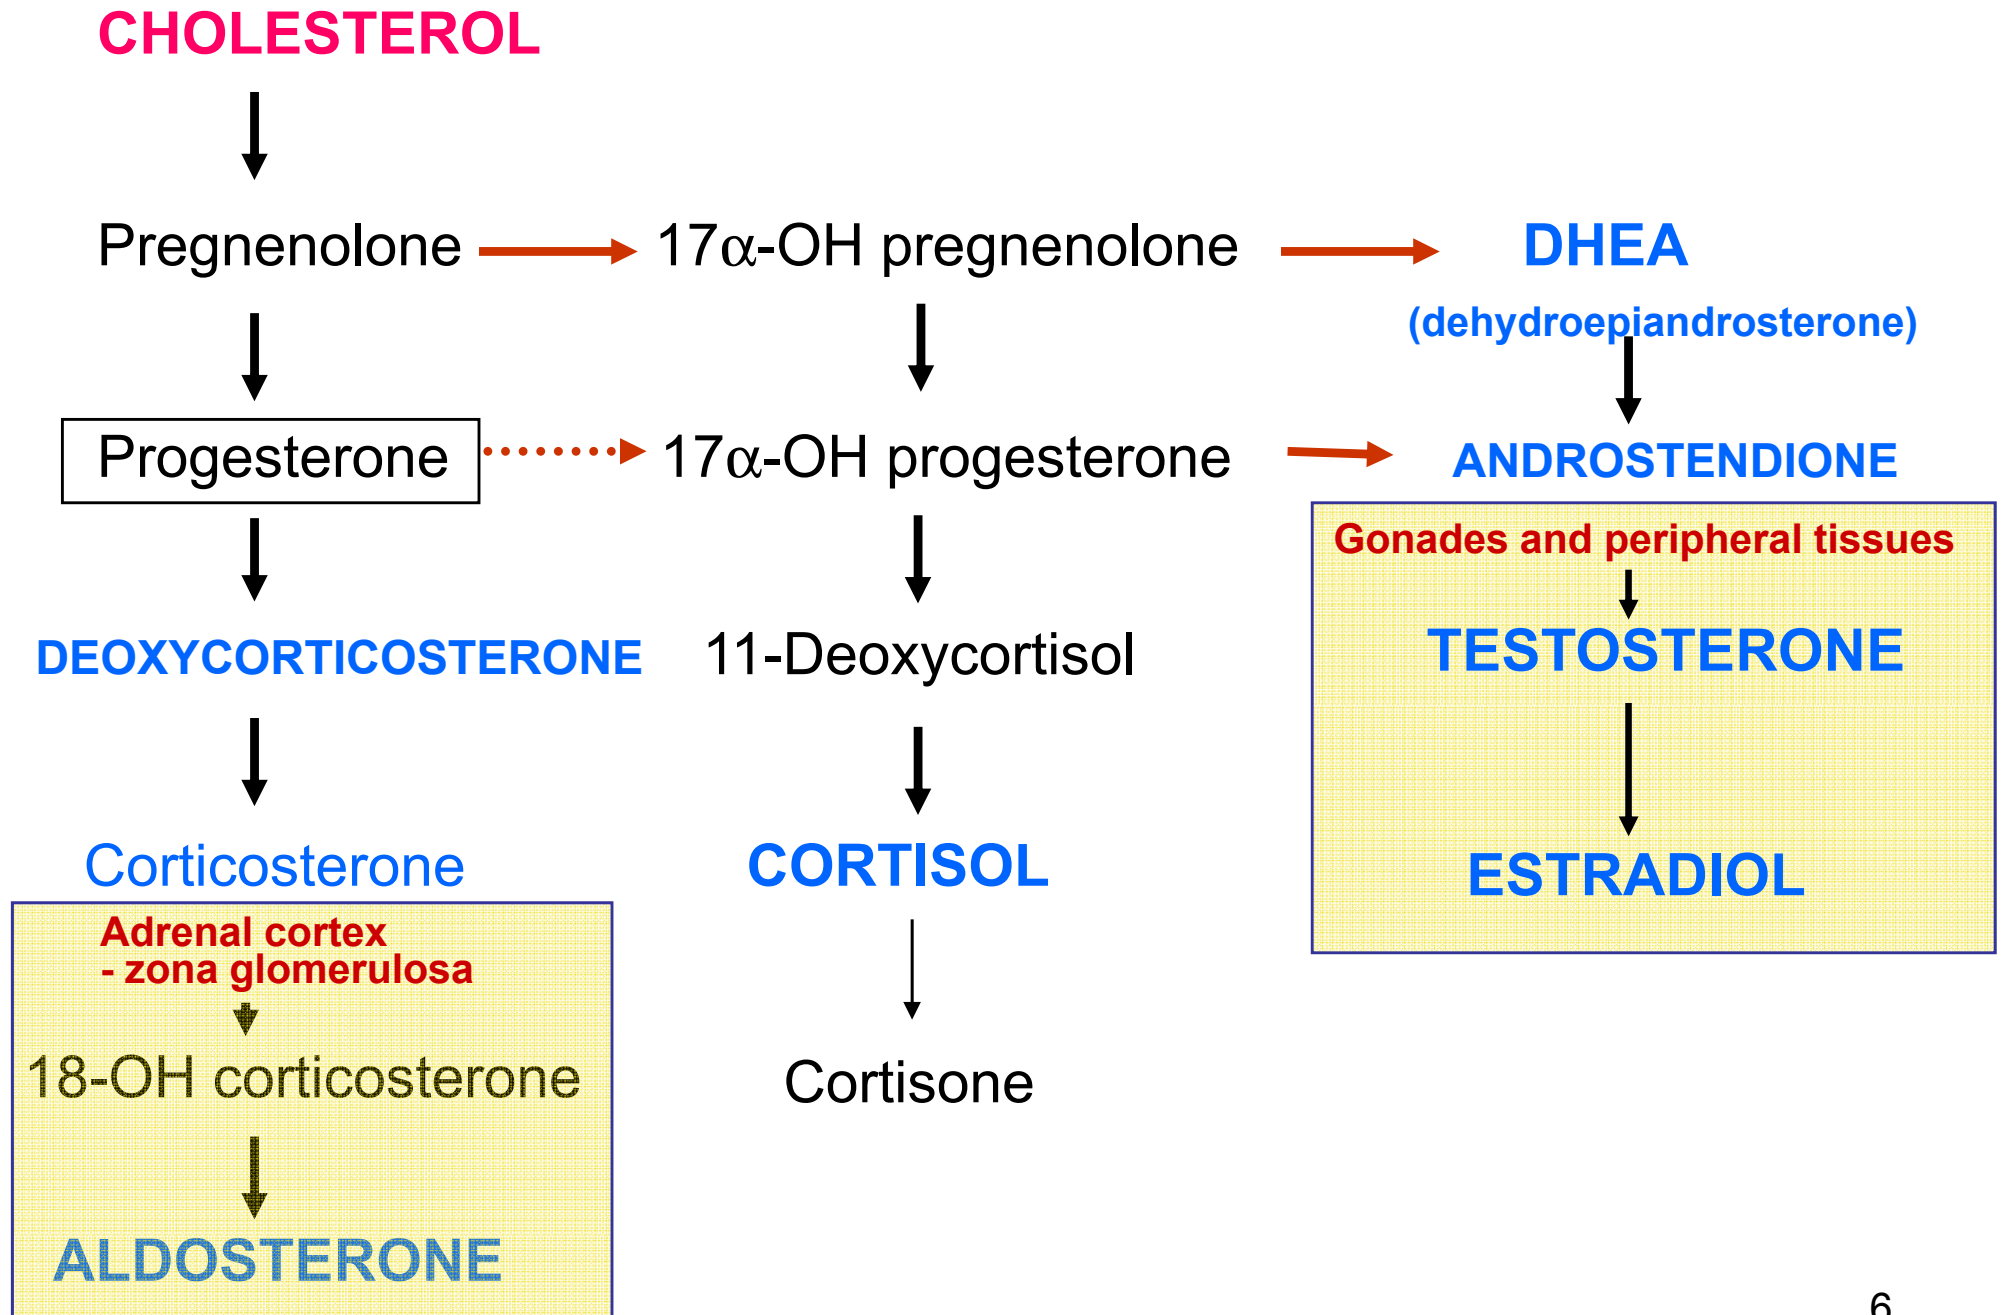 CHOLESTEROL
Pregnenolone
17α-OH pregnenolone
DHEA
(dehydroepiandrosterone)
Progesterone
17α-OH progesterone
ANDROSTENDIONE
Gonades and peripheral tissues
DEOXYCORTICOSTERONE
11-Deoxycortisol
TESTOSTERONE
Corticosterone
CORTISOL
ESTRADIOL
Adrenal cortex
- zona glomerulosa
18-OH corticosterone
Cortisone
ALDOSTERONE
6